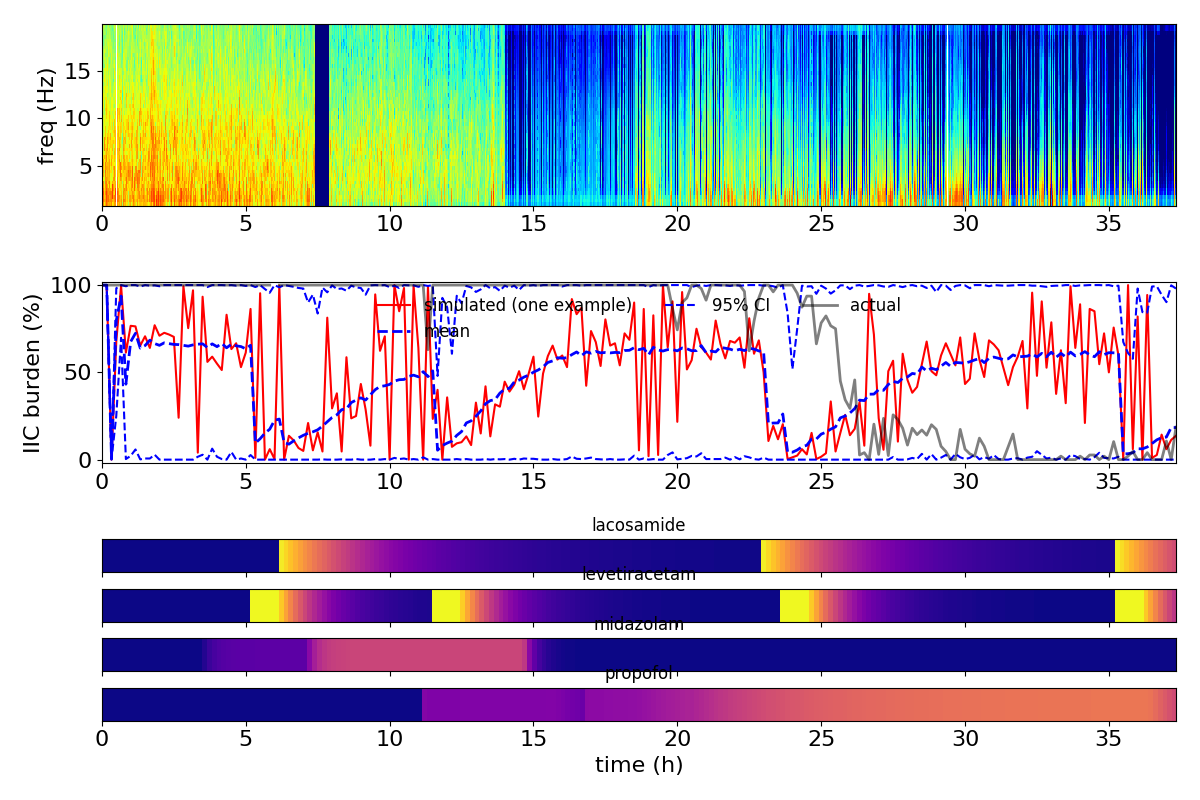 freq (Hz)
15
10
5
0 5 10 15 20 25 30 35
IIC burden (%)
100
50
0
simulated (one example) 95% CI actual
mean
0 5 10 15 20 25 30 35
lacosamide
levetiracetam
midazolam
propofol
0 5 10 15 20 25 30 35
time (h)